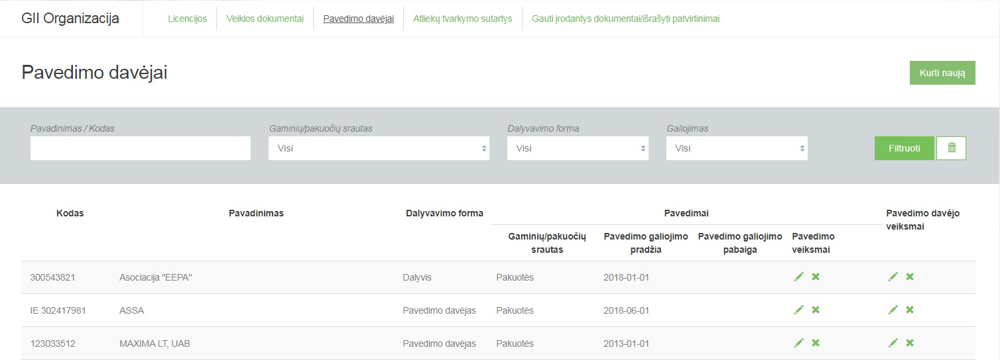 GII Organizacija Licencijos Veiklos dokumentai Pavedimo davėjai Atliekų tvarkymo sutartys Gauti įrodantys dokumentai/išrašyti patvirtinimai
Pavedimo davėjai Kurti naują
Pavadinimas / Kodas Gaminių/pakuočių srautas Dalyvavimo forma Galiojimas
Visi Visi Visi Filtruoti
Kodas Pavadinimas Dalyvavimo forma Pavedimai Pavedimo davėjo
veiksmai
Gaminių/pakuočių Pavedimo galiojimo Pavedimo galiojimo Pavedimo
srautas pradžia pabaiga veiksmai
300543821 Asociacija "EEPA" Dalyvis Pakuotės 2018-01-01
IE 302417981 ASSA Pavedimo davėjas Pakuotės 2018-06-01
123033512 MAXIMA LT, UAB Pavedimo davėjas Pakuotės 2013-01-01